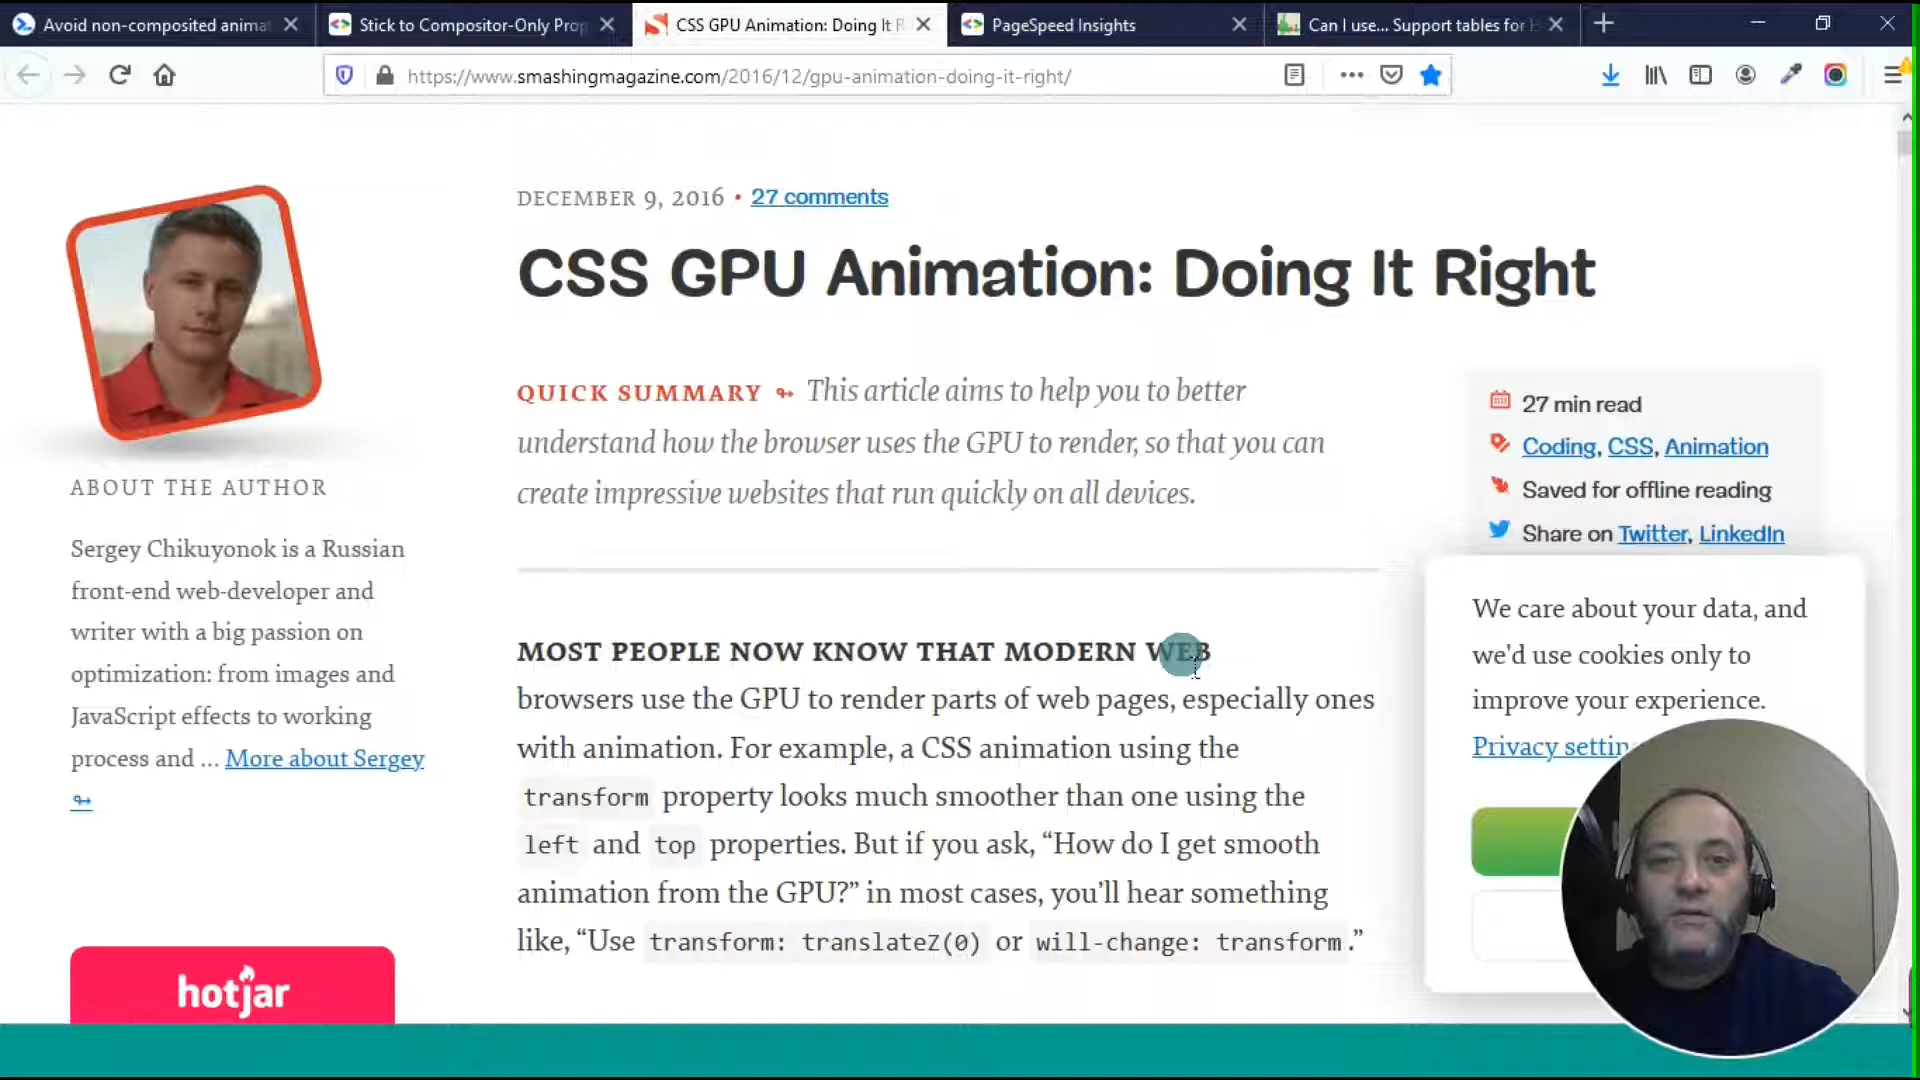 Avoid non-composited animat
Stick to Compositor-Only Prop
CSS GPU Animation: Doing It R
PageSpeed Insights
Can I use... Support tables for H
https://www.smashingmagazine.com/2016/12/gpu-animation-doing-it-right/
DECEMBER 9, 2016 • 27 comments
CSS GPU Animation: Doing It Right
QUICK SUMMARY ↬ This article aims to help you to better
understand how the browser uses the GPU to render, so that you can
create impressive websites that run quickly on all devices.
27 min read
Coding, CSS, Animation
Saved for offline reading
Share on Twitter, LinkedIn
ABOUT THE AUTHOR
Sergey Chikuyonok is a Russian
front-end web-developer and
writer with a big passion on
optimization: from images and
JavaScript effects to working
process and ... More about Sergey
↬
MOST PEOPLE NOW KNOW THAT MODERN WEB
browsers use the GPU to render parts of web pages, especially ones
with animation. For example, a CSS animation using the
transform property looks much smoother than one using the
left and top properties. But if you ask, “How do I get smooth
animation from the GPU?” in most cases, you’ll hear something
like, “Use transform: translateZ(0) or will-change: transform.”
We care about your data, and
we'd use cookies only to
improve your experience.
Privacy settin
hotjar